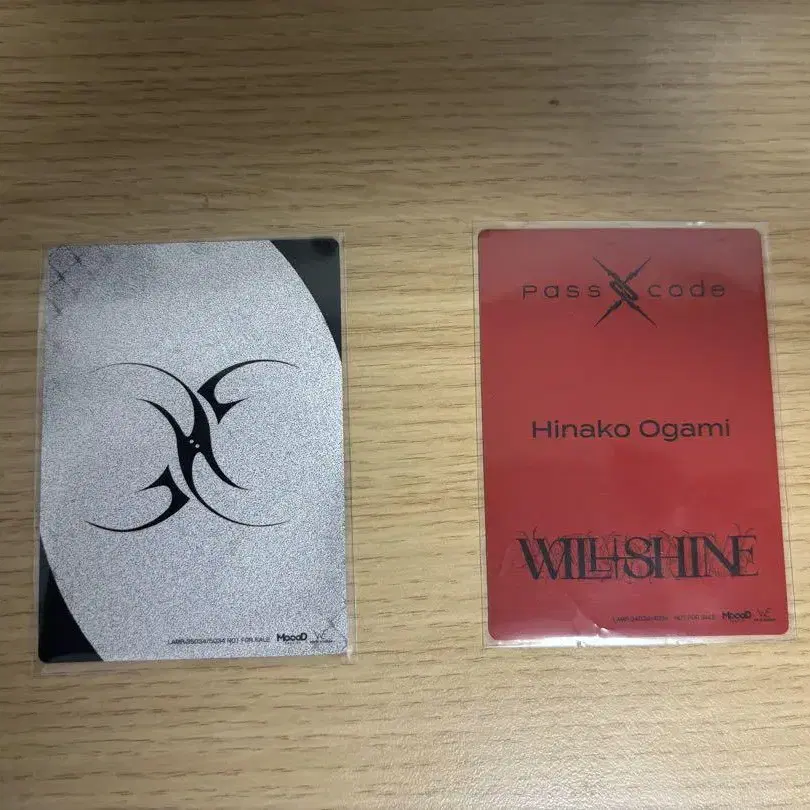 NOT FOR SALE MoooD
Pass code
Hinako Ogami
WILL SHINE
NOT FOR SALE MoooD